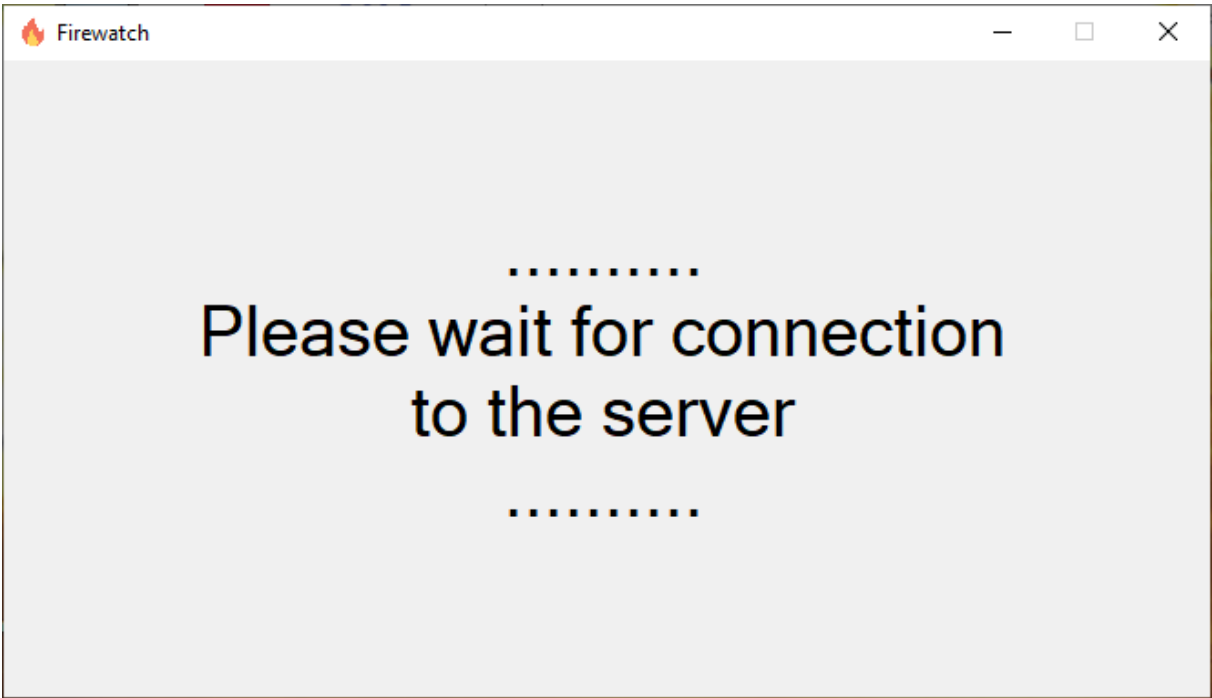 Firewatch
..........
Please wait for connection
to the server
..........